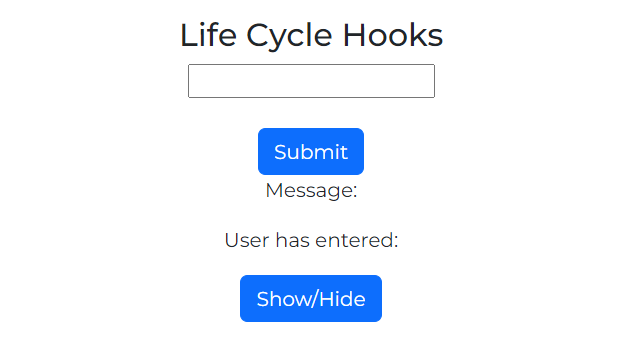 Life Cycle Hooks
Submit
Message:
User has entered:
Show/Hide